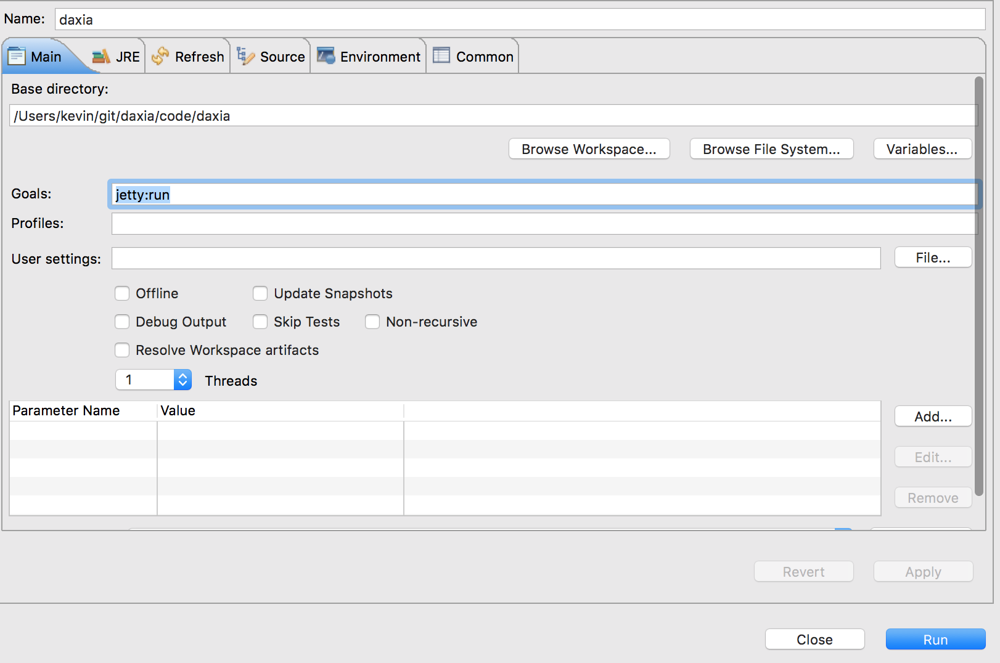 Name: daxia
Main JRE Refresh Source Environment Common
Base directory:
/Users/kevin/git/daxia/code/daxia
Browse Workspace... Browse File System... Variables...
Goals: jetty:run
Profiles:
User settings: File...
Offline Update Snapshots
Debug Output Skip Tests Non-recursive
Resolve Workspace artifacts
1 Threads
Parameter Name Value
Add...
Edit...
Remove
Revert Apply
Close Run